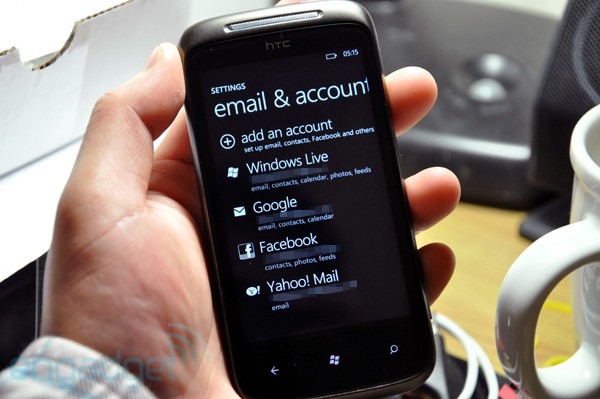 hTC
05:15
SETTINGS
email & account
add an account
set up email, contacts, Facebook and others
Windows Live
email, contacts, calendar, photos, feeds
Google
email, contacts, calendar
Facebook
contacts, photos, feeds
Yahoo! Mail
email
engadget